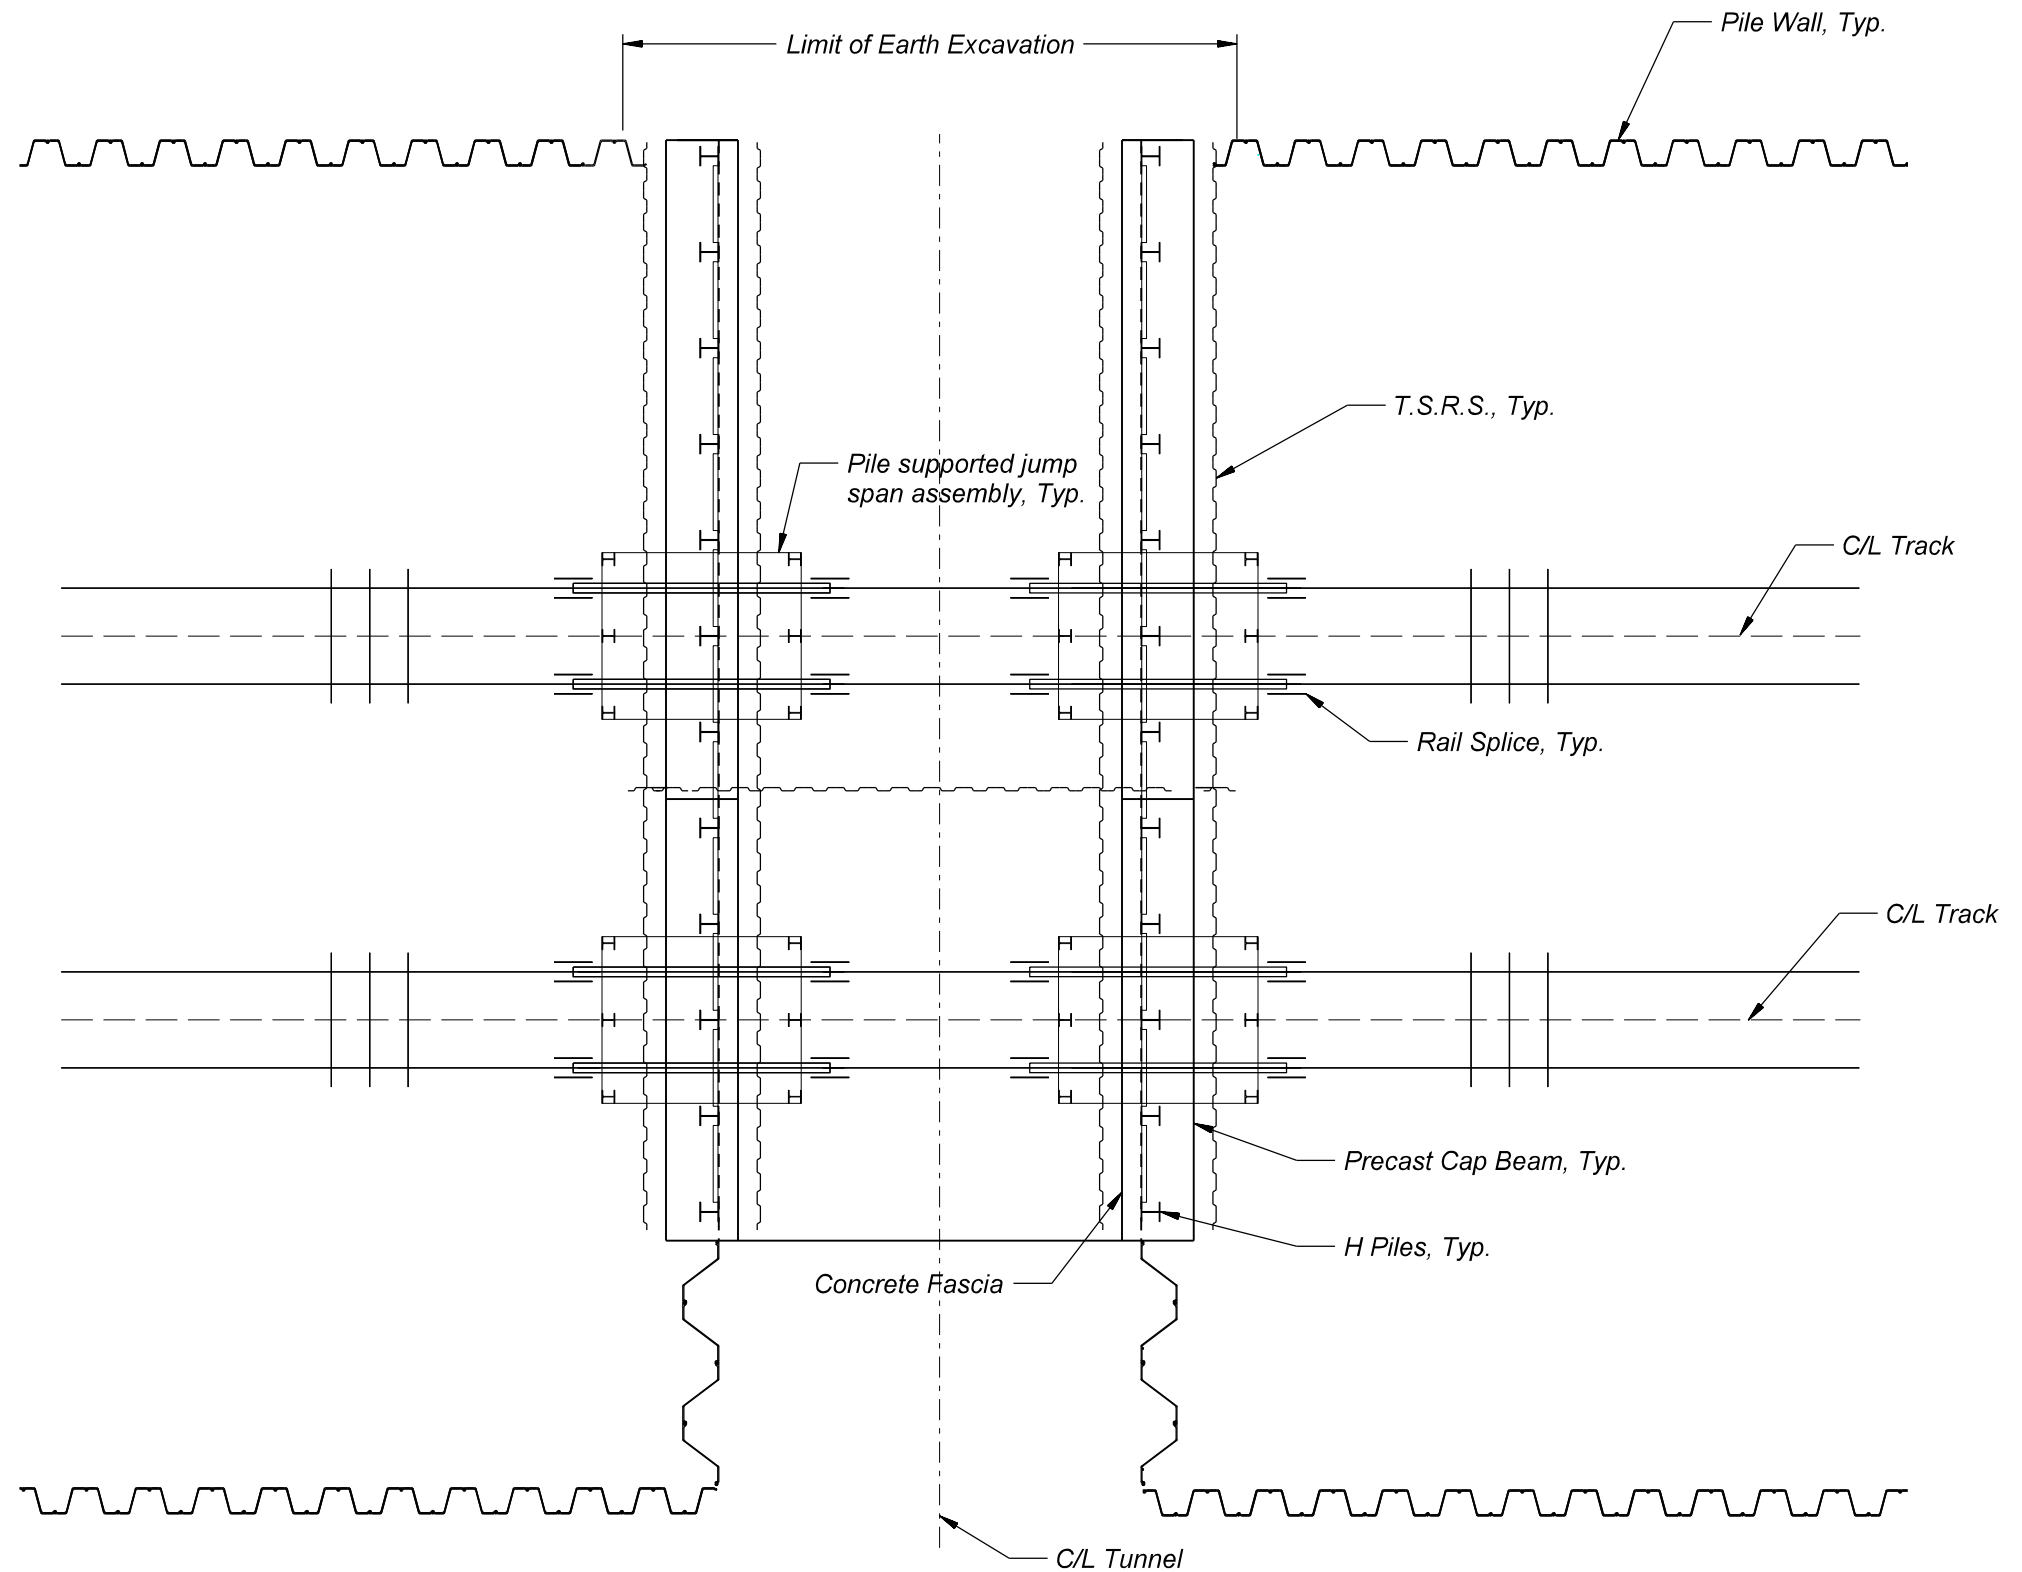 Pile Wall, Typ.
Limit of Earth Excavation
T.S.R.S., Typ.
Pile supported jump
span assembly, Typ.
C/L Track
Rail Splice, Typ.
C/L Track
Precast Cap Beam, Typ.
H Piles, Typ.
Concrete Fascia
C/L Tunnel